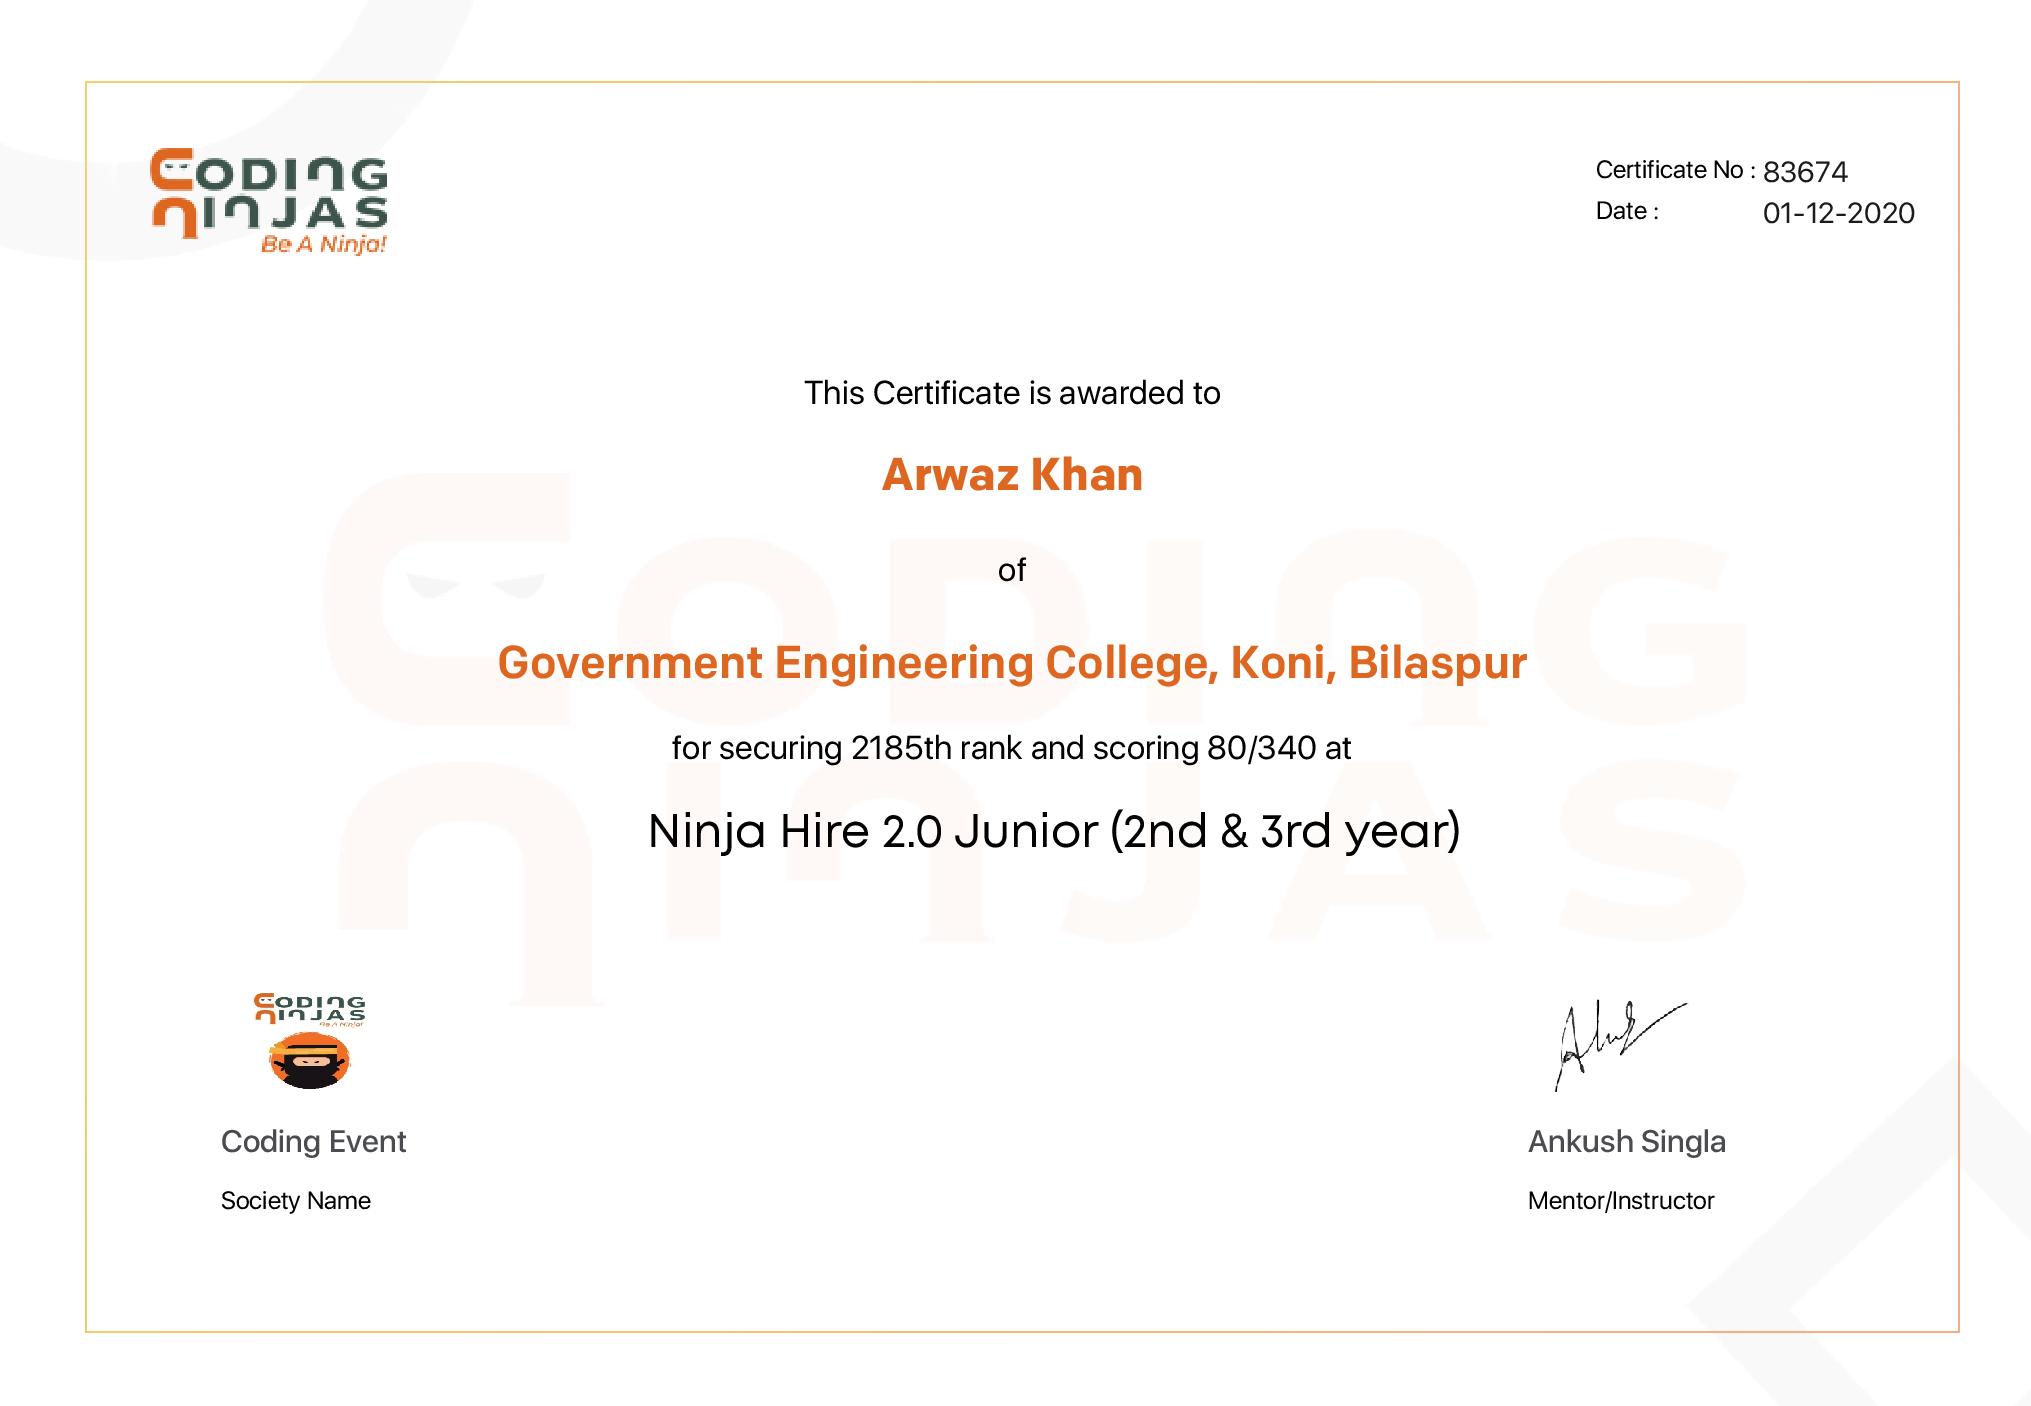 CODING
NINJAS
Be A Ninja!
Certificate No : 83674
Date : 01-12-2020
This Certificate is awarded to
Arwaz Khan
of
Government Engineering College, Koni, Bilaspur
for securing 2185th rank and scoring 80/340 at
Ninja Hire 2.0 Junior (2nd & 3rd year)
CODING
NINJAS
CODING
NINJAS
Be A Ninja!
Coding Event
Society Name
Ankush Singla
Mentor/Instructor